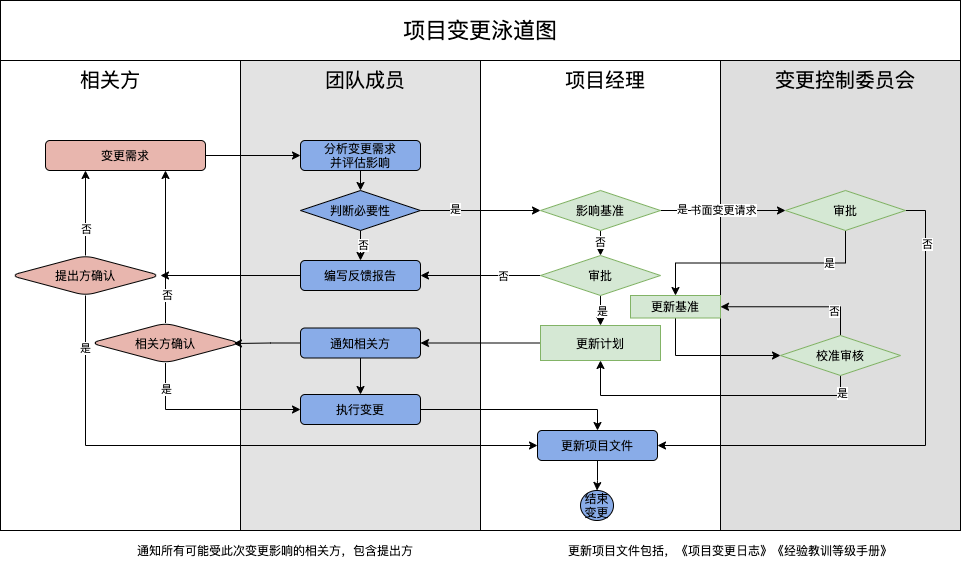 项目变更泳道图
相关方
团队成员
项目经理
变更控制委员会
变更需求
分析变更需求
并评估影响
判断必要性
是
影响基准
是
书面变更请求
审批
否
否
否
否
是
提出方确认
编写反馈报告
否
审批
否
是
更新基准
否
是
相关方确认
通知相关方
更新计划
校准审核
是
是
执行变更
更新项目文件
结束
变更
通知所有可能受此次变更影响的相关方，包含提出方
更新项目文件包括，《项目变更日志》《经验教训等级手册》